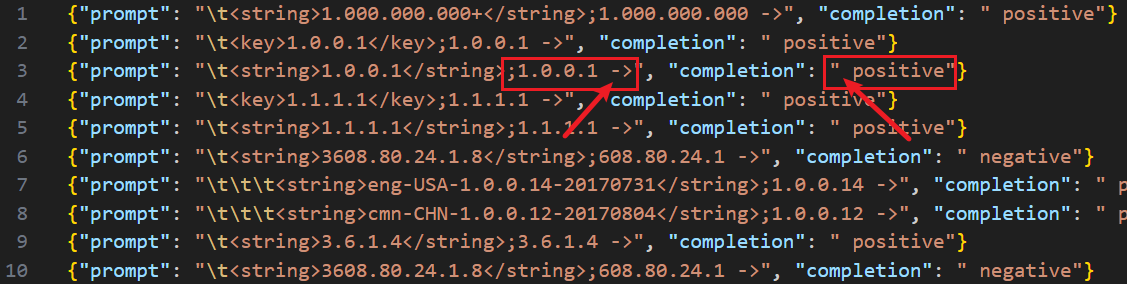 1 {"prompt": "\t<string>1.000.000.000+</string>;1.000.000.000 ->", "completion": " positive"}
2 {"prompt": "\t<key>1.0.0.1</key>;1.0.0.1 ->", "completion": " positive"}
3 {"prompt": "\t<string>1.0.0.1</string>;1.0.0.1 ->", "completion": " positive"}
4 {"prompt": "\t<key>1.1.1.1</key>;1.1.1.1 ->", "completion": " positive"}
5 {"prompt": "\t<string>1.1.1.1</string>;1.1.1.1 ->", "completion": " positive"}
6 {"prompt": "\t<string>3608.80.24.1.8</string>;608.80.24.1 ->", "completion": " negative"}
7 {"prompt": "\t\t\t<string>eng-USA-1.0.0.14-20170731</string>;1.0.0.14 ->", "completion": " p
8 {"prompt": "\t\t\t<string>cmn-CHN-1.0.0.12-20170804</string>;1.0.0.12 ->", "completion": " p
9 {"prompt": "\t<string>3.6.1.4</string>;3.6.1.4 ->", "completion": " positive"}
10 {"prompt": "\t<string>3608.80.24.1.8</string>;608.80.24.1 ->", "completion": " negative"}